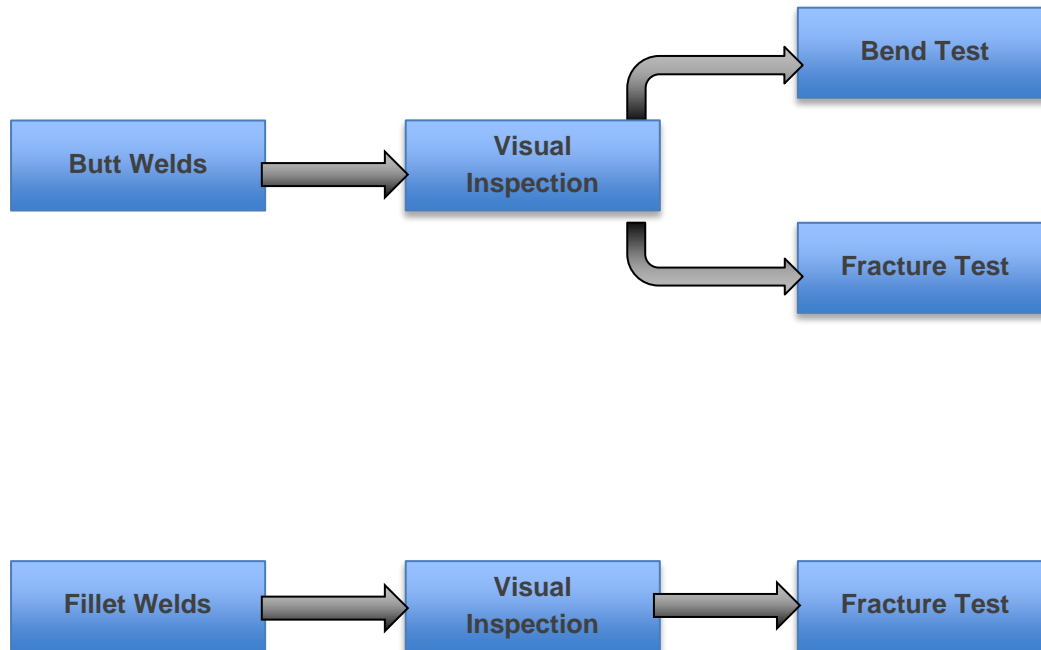 Bend Test
Butt Welds
Visual
Inspection
Fracture Test
Fillet Welds
Visual
Inspection
Fracture Test